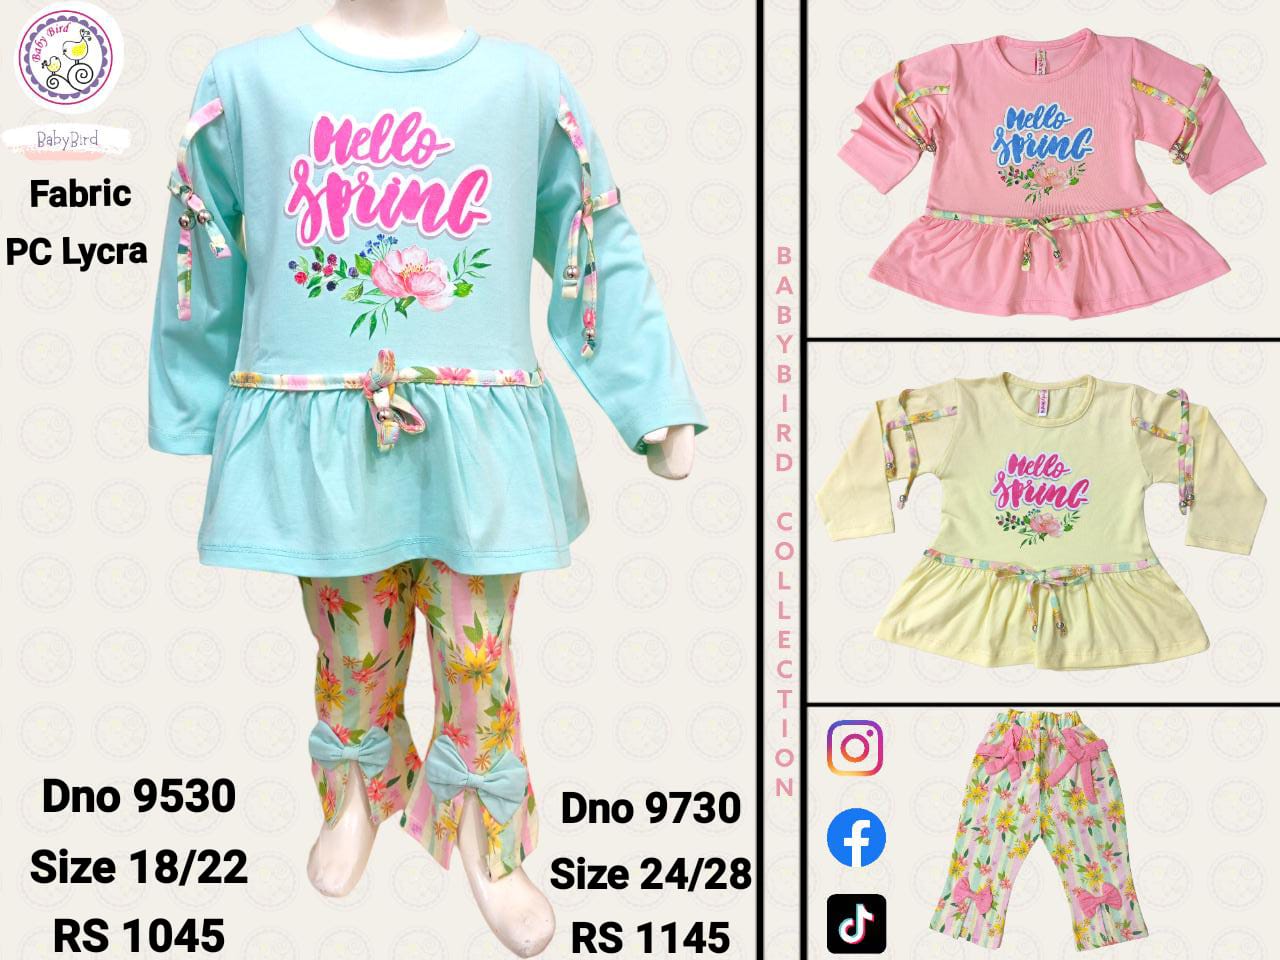 Baby Bird
BabyBird
Fabric
PC Lycra
Hello
Spring
Dno 9530
Size 18/22
RS 1045
Dno 9730
Size 24/28
RS 1145
BABYBIRD COLLECTION
Hello
Spring
Hello
Spring